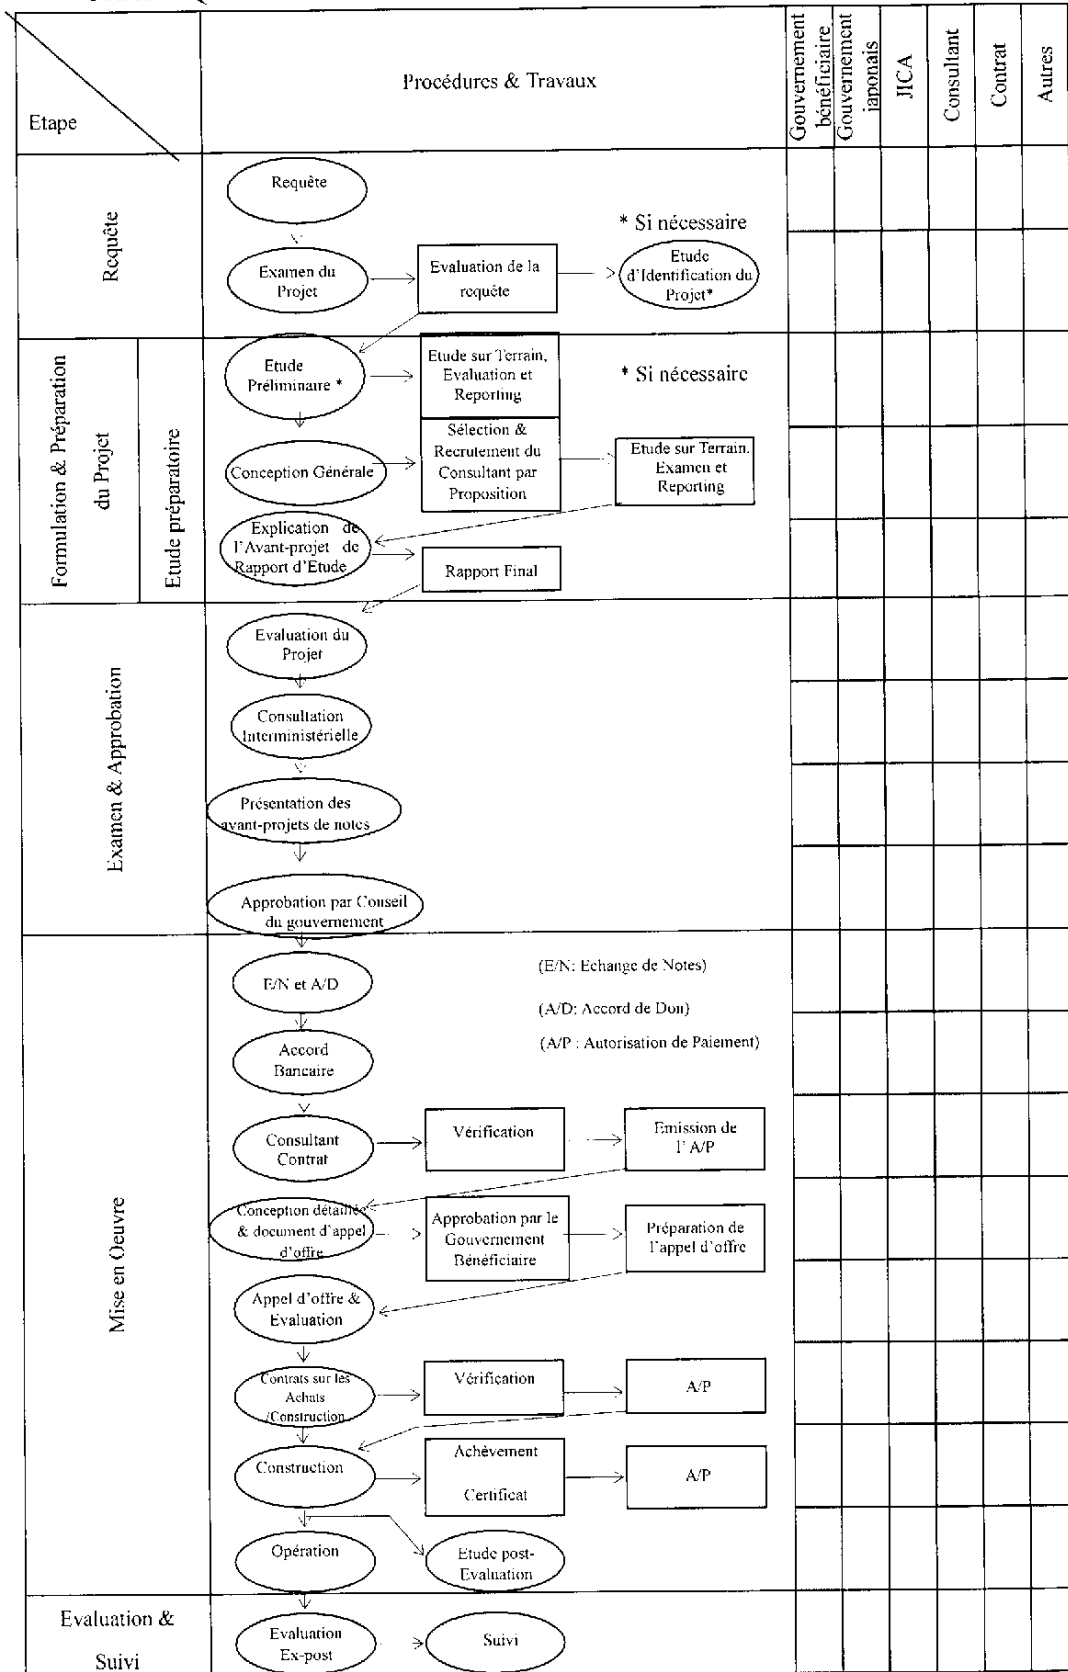 Etape
Procédures & Travaux
Gouvernement
bénéficiaire
Gouvernement
japonais
JICA
Consultant
Contrat
Autres
Requête
Requête
* Si nécessaire
Examen du
Projet
Evaluation de la
requête
Etude
d'Identification du
Projet*
Formulation & Préparation
du Projet
Etude préparatoire
Etude
Préliminaire *
Etude sur Terrain,
Evaluation et
Reporting
* Si nécessaire
Conception Générale
Sélection &
Recrutement du
Consultant par
Proposition
Etude sur Terrain.
Examen et
Reporting
Explication de
l'Avant-projet de
Rapport d'Etude
Rapport Final
Examen & Approbation
Evaluation du
Projet
Consultation
Interministérielle
Présentation des
avant-projets de notes
Approbation par Conseil
du gouvernement
Mise en Oeuvre
E/N et A/D
(E/N: Echange de Notes)
(A/D: Accord de Don)
(A/P : Autorisation de Paiement)
Accord
Bancaire
Consultant
Contrat
Vérification
Emission de
l' A/P
Conception détaillée
& document d'appel
d'offre
Approbation par le
Gouvernement
Bénéficiaire
Préparation de
l'appel d'offre
Appel d'offre &
Evaluation
Contrats sur les
Achats
/Construction
Vérification
A/P
Construction
Achèvement
Certificat
A/P
Opération
Etude post-
Evaluation
Evaluation &
Suivi
Evaluation
Ex-post
Suivi